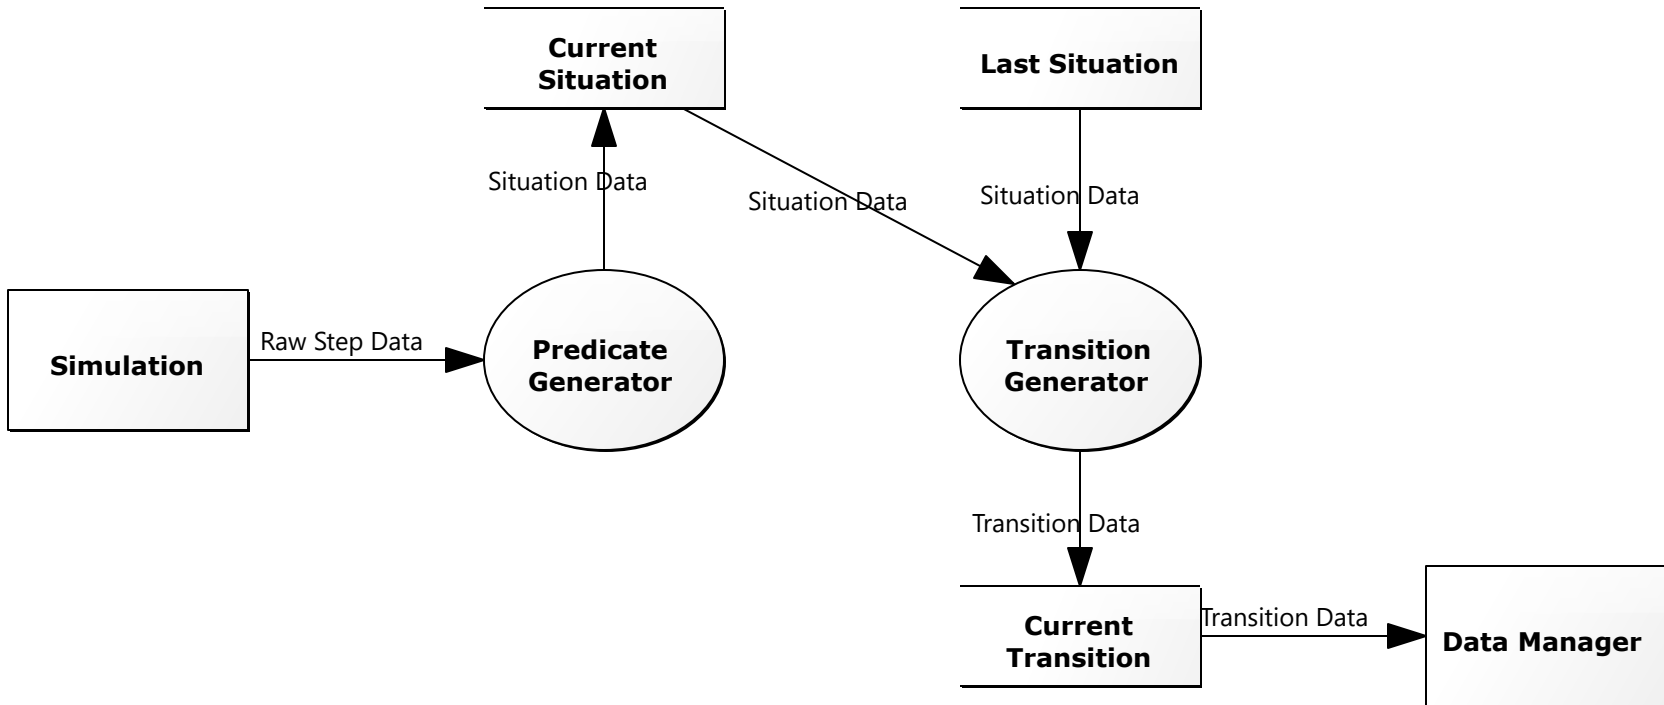 Current
Situation
Last Situation
Situation Data
Situation Data
Situation Data
Simulation
Raw Step Data
Predicate
Generator
Transition
Generator
Transition Data
Current
Transition
Transition Data
Data Manager